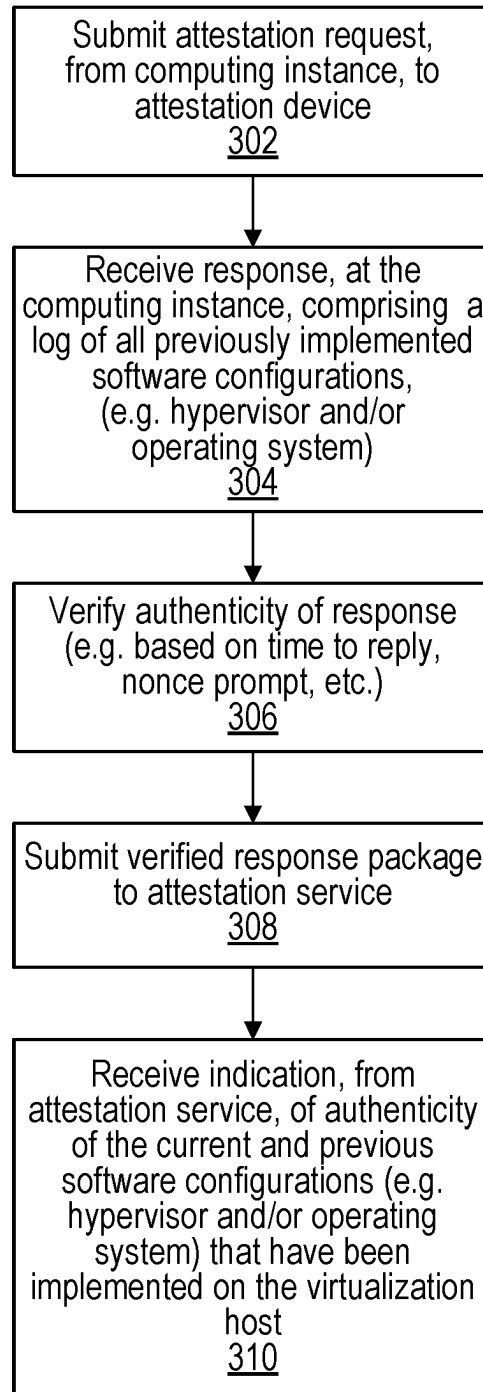 Submit attestation request,
from computing instance, to
attestation device
302
Receive response, at the
computing instance, comprising a
log of all previously implemented
software configurations,
(e.g. hypervisor and/or
operating system)
304
Verify authenticity of response
(e.g. based on time to reply,
nonce prompt, etc.)
306
Submit verified response package
to attestation service
308
Receive indication, from
attestation service, of authenticity
of the current and previous
software configurations (e.g.
hypervisor and/or operating
system) that have been
implemented on the virtualization
host
310